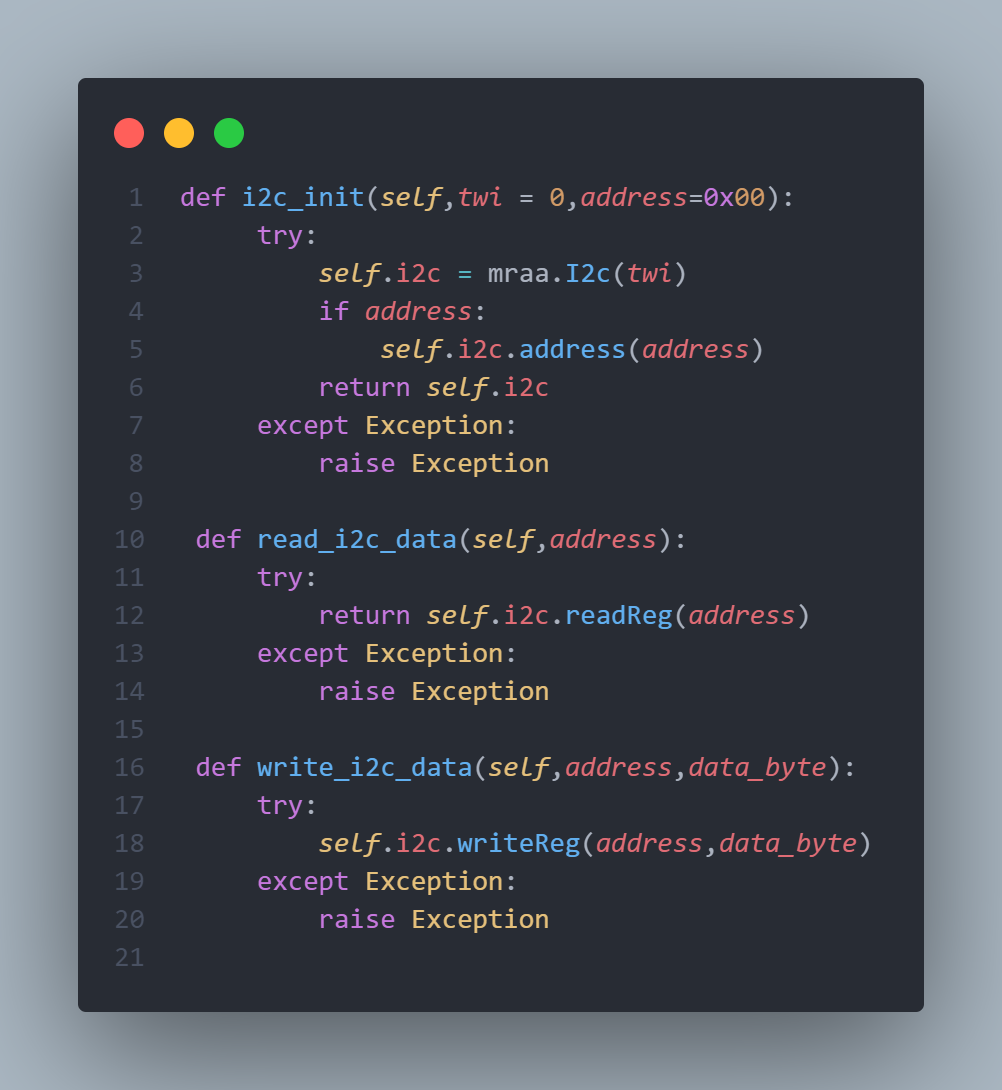 1 def i2c_init(self,twi = 0,address=0x00):
2      try:
3          self.i2c = mraa.I2c(twi)
4          if address:
5              self.i2c.address(address)
6          return self.i2c
7      except Exception:
8          raise Exception
9
10  def read_i2c_data(self,address):
11      try:
12          return self.i2c.readReg(address)
13      except Exception:
14          raise Exception
15
16  def write_i2c_data(self,address,data_byte):
17      try:
18          self.i2c.writeReg(address,data_byte)
19      except Exception:
20          raise Exception
21